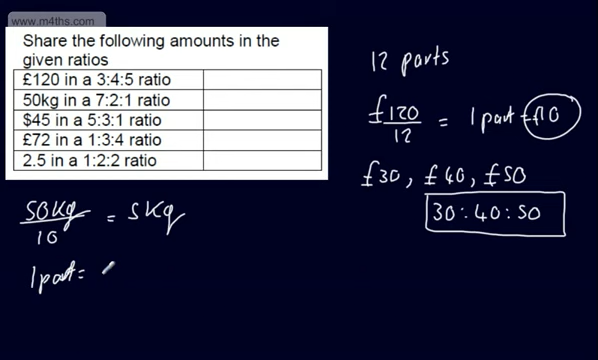 www.m4ths.com
Share the following amounts in the
given ratios
£120 in a 3:4:5 ratio
50kg in a 7:2:1 ratio
$45 in a 5:3:1 ratio
£72 in a 1:3:4 ratio
2.5 in a 1:2:2 ratio
12 parts
£120/12 = 1 part = £10
£30, £40, £50
30:40:50
50Kg/10 = 5Kg
1 part =